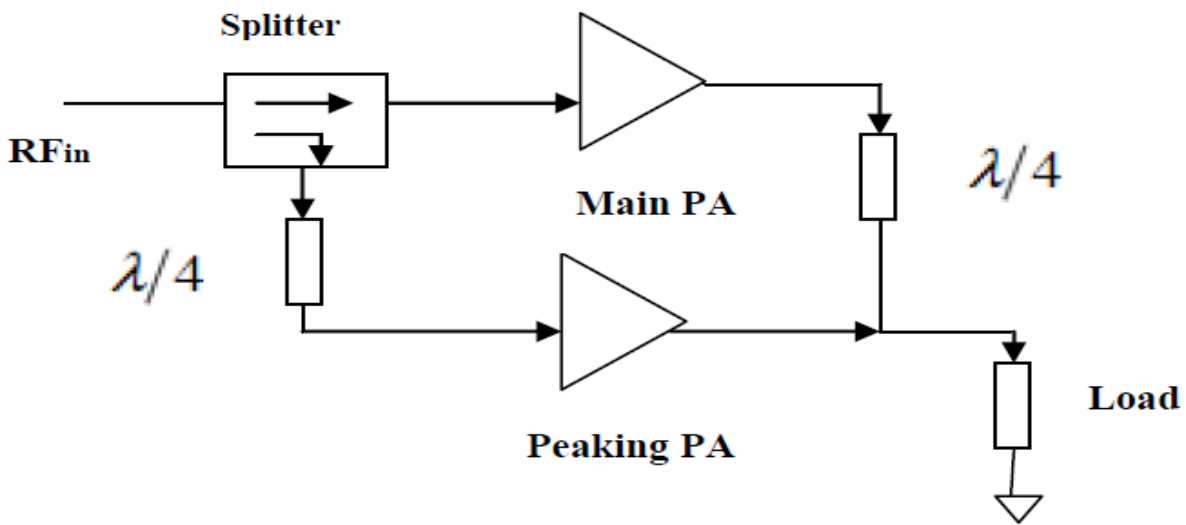 Splitter
RFin
Main PA
λ/4
λ/4
Peaking PA
Load